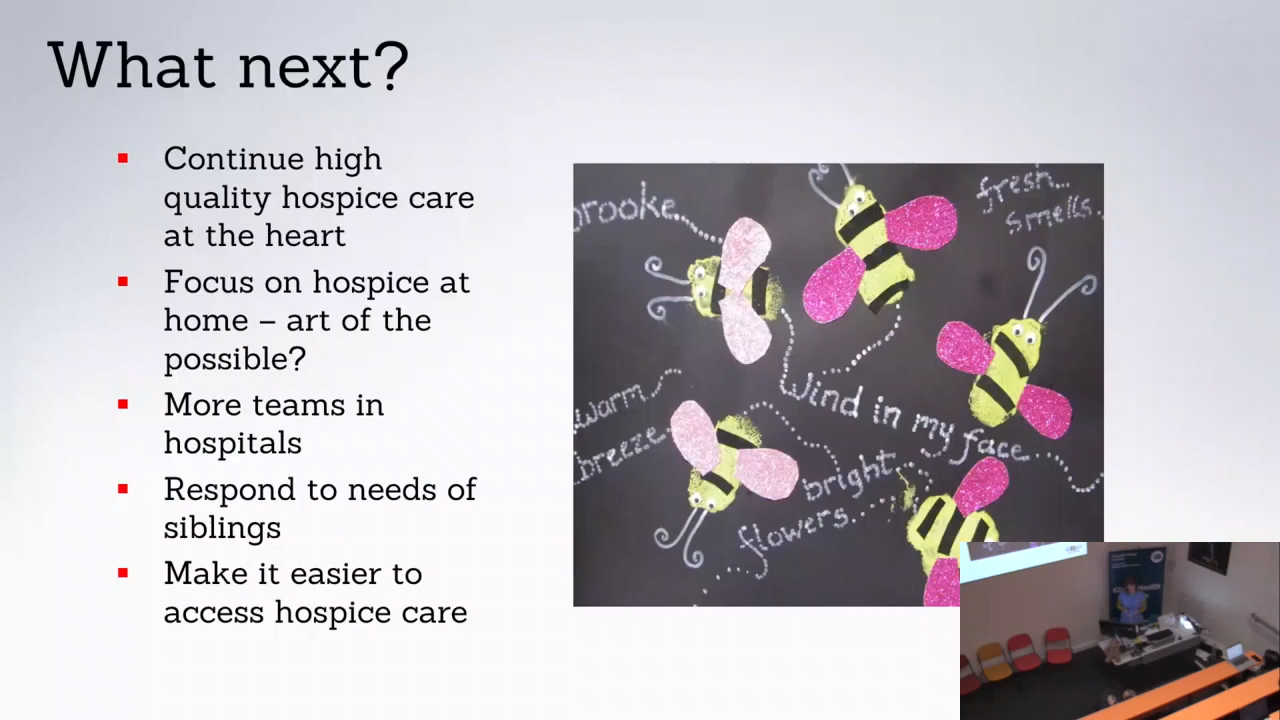 What next?
Continue high
quality hospice care
at the heart
Focus on hospice at
home – art of the
possible?
More teams in
hospitals
Respond to needs of
siblings
Make it easier to
access hospice care
fresh...
smells..
Wind in my face
warm
breeze
bright
flowers....